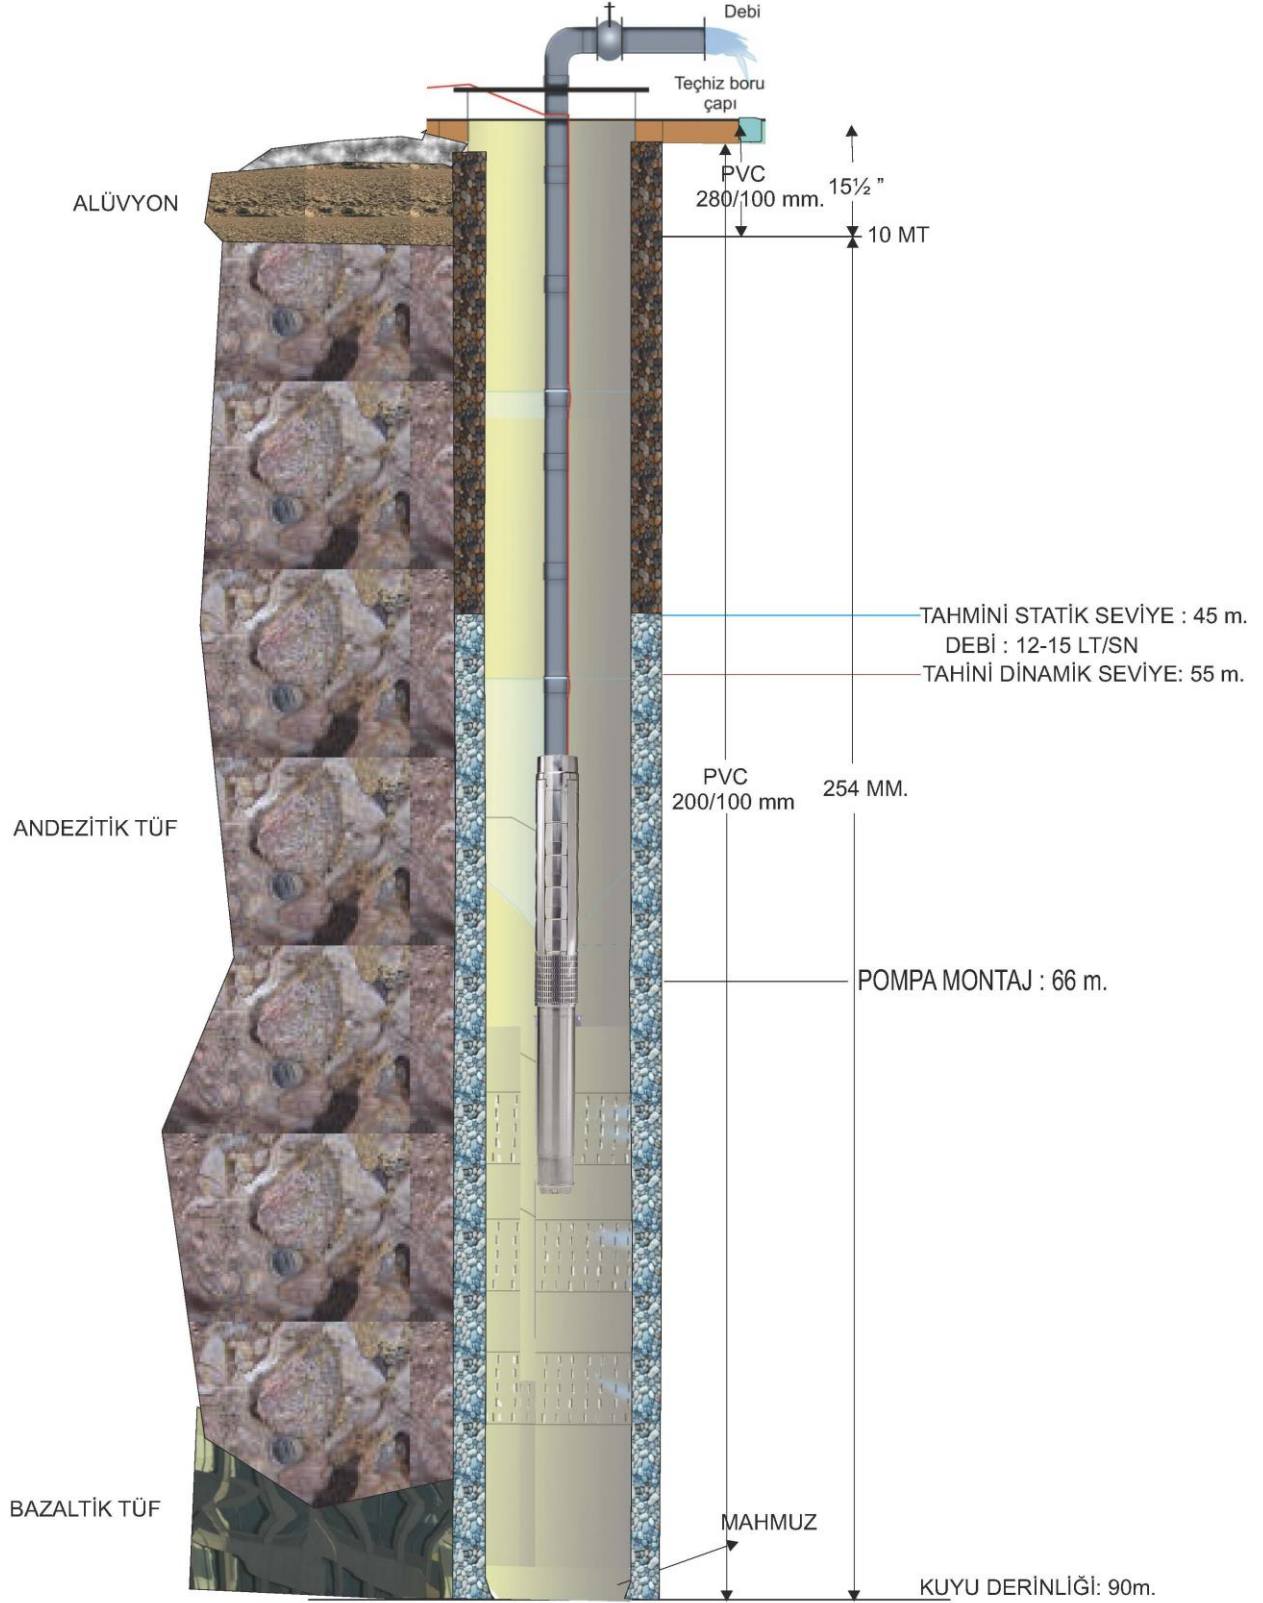 Debi
Teçhiz boru
çapı
PVC
280/100 mm.
15½ "
10 MT
ALÜVYON
TAHMİNİ STATİK SEVİYE : 45 m.
DEBİ : 12-15 LT/SN
TAHİNİ DİNAMİK SEVİYE: 55 m.
PVC
200/100 mm
254 MM.
ANDEZİTİK TÜF
POMPA MONTAJ : 66 m.
BAZALTİK TÜF
MAHMUZ
KUYU DERİNLİĞİ: 90m.